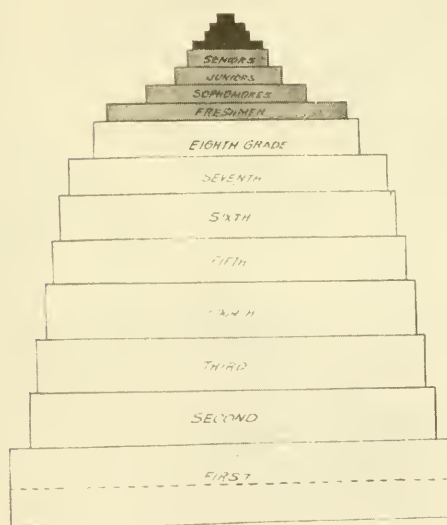 SENIORS
JUNIORS
SOPHOMORES
FRESHMEN
EIGHTH GRADE
SEVENTH
SIXTH
FIFTH
THIRD
SECOND
FIRST